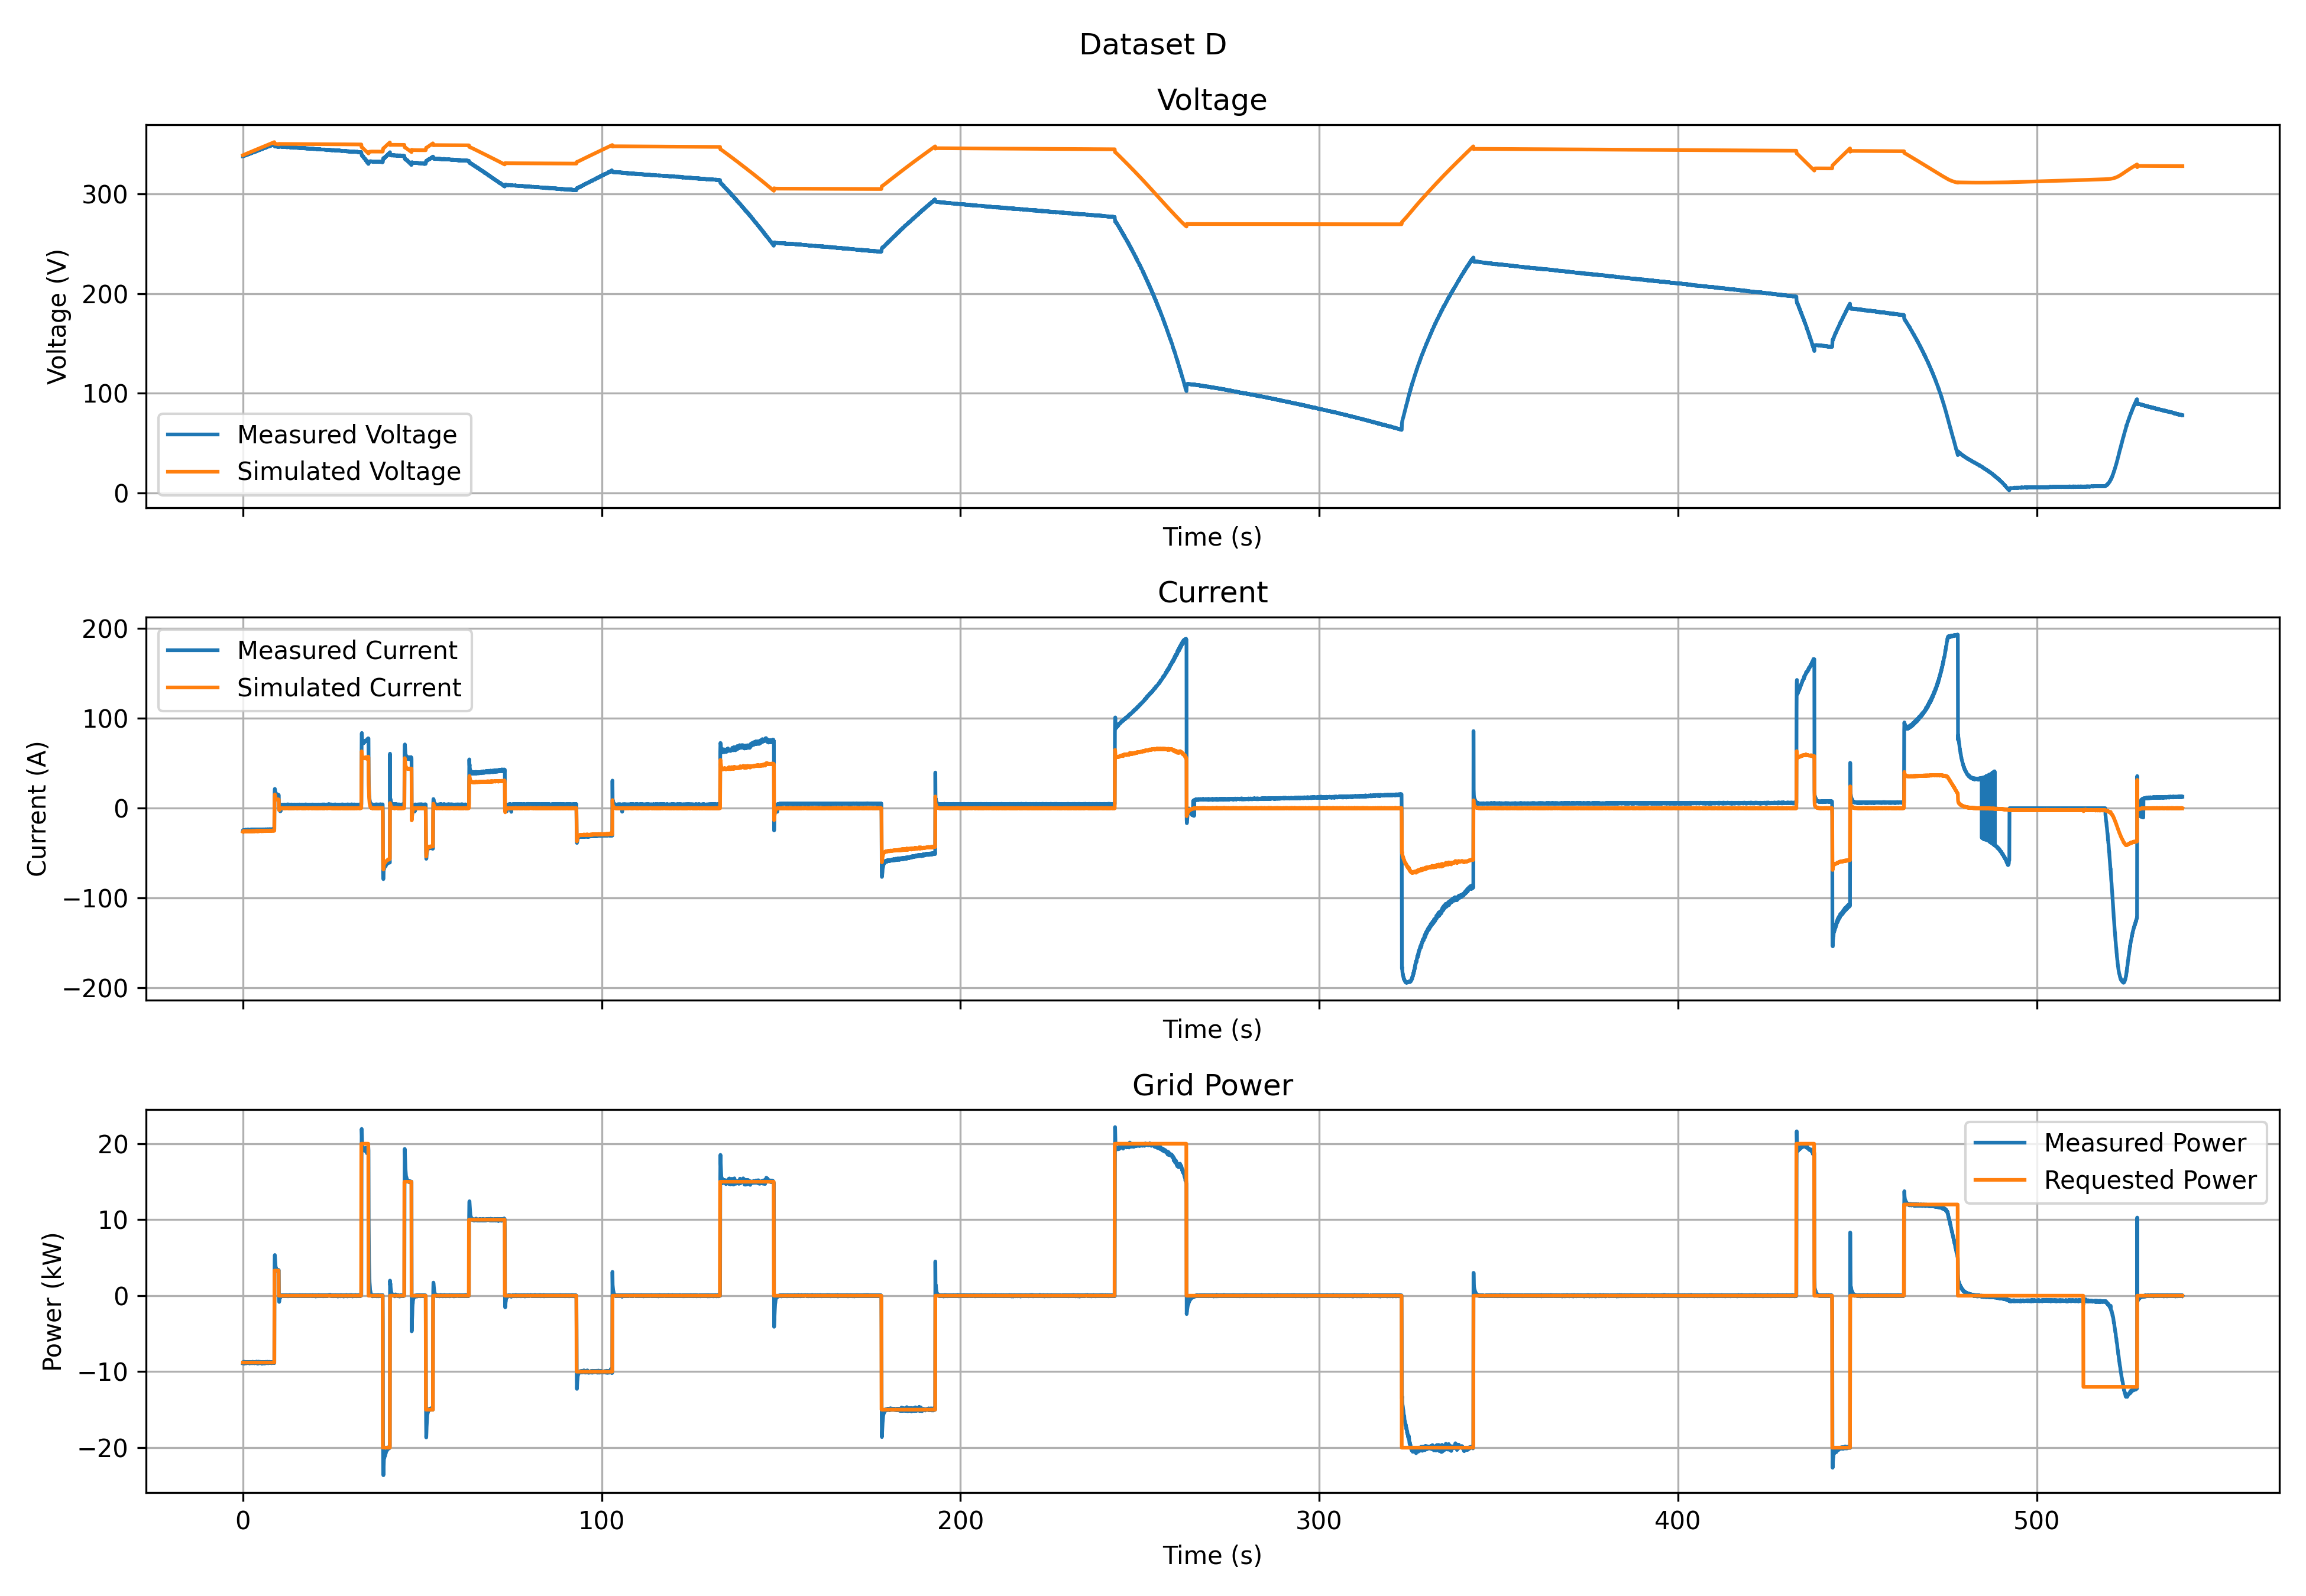 Dataset D
Voltage
Voltage (V)
300
200
100
0
Measured Voltage
Simulated Voltage
Time (s)
Current
Current (A)
200
100
0
−100
−200
Measured Current
Simulated Current
Time (s)
Grid Power
Power (kW)
20
10
0
−10
−20
Measured Power
Requested Power
0 100 200 300 400 500
Time (s)